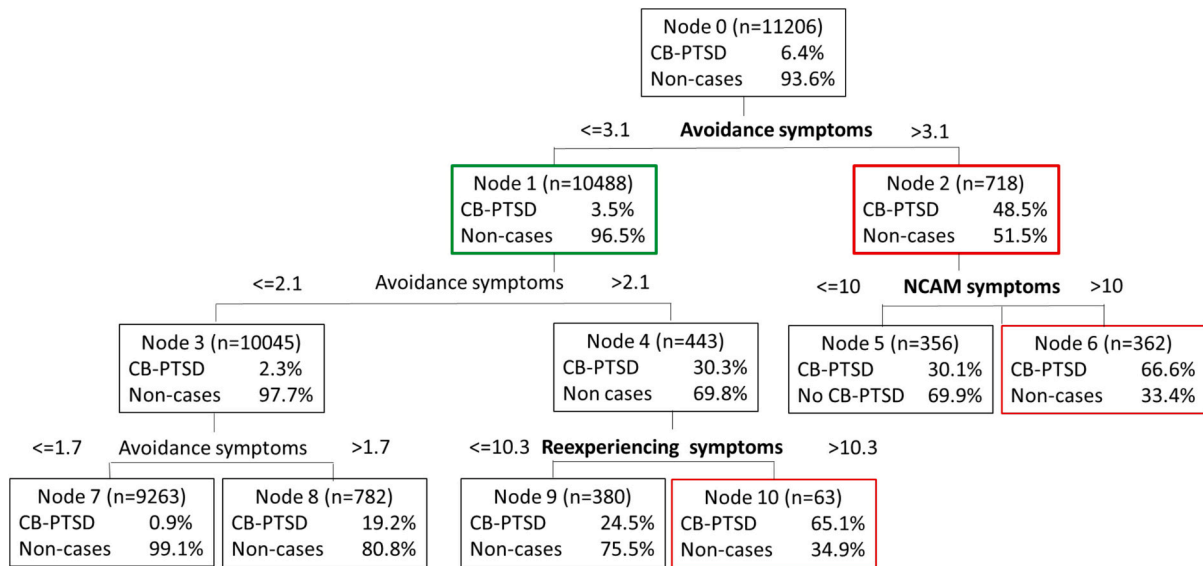 Node 0 (n=11206)
CB-PTSD 6.4%
Non-cases 93.6%
<=3.1 Avoidance symptoms >3.1
Node 1 (n=10488)
CB-PTSD 3.5%
Non-cases 96.5%
Node 2 (n=718)
CB-PTSD 48.5%
Non-cases 51.5%
<=2.1 Avoidance symptoms >2.1
<=10 NCAM symptoms >10
Node 3 (n=10045)
CB-PTSD 2.3%
Non-cases 97.7%
Node 4 (n=443)
CB-PTSD 30.3%
Non cases 69.8%
Node 5 (n=356)
CB-PTSD 30.1%
No CB-PTSD 69.9%
Node 6 (n=362)
CB-PTSD 66.6%
Non-cases 33.4%
<=1.7 Avoidance symptoms >1.7
<=10.3 Reexperiencing symptoms >10.3
Node 7 (n=9263)
CB-PTSD 0.9%
Non-cases 99.1%
Node 8 (n=782)
CB-PTSD 19.2%
Non-cases 80.8%
Node 9 (n=380)
CB-PTSD 24.5%
Non-cases 75.5%
Node 10 (n=63)
CB-PTSD 65.1%
Non-cases 34.9%